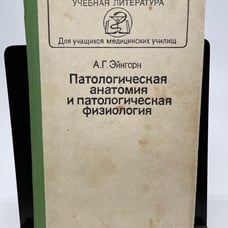 УЧЕБНАЯ ЛИТЕРАТУРА
Для учащихся медицинских училищ
А.Г. Эйнгорн
Патологическая
анатомия
и патологическая
физиология